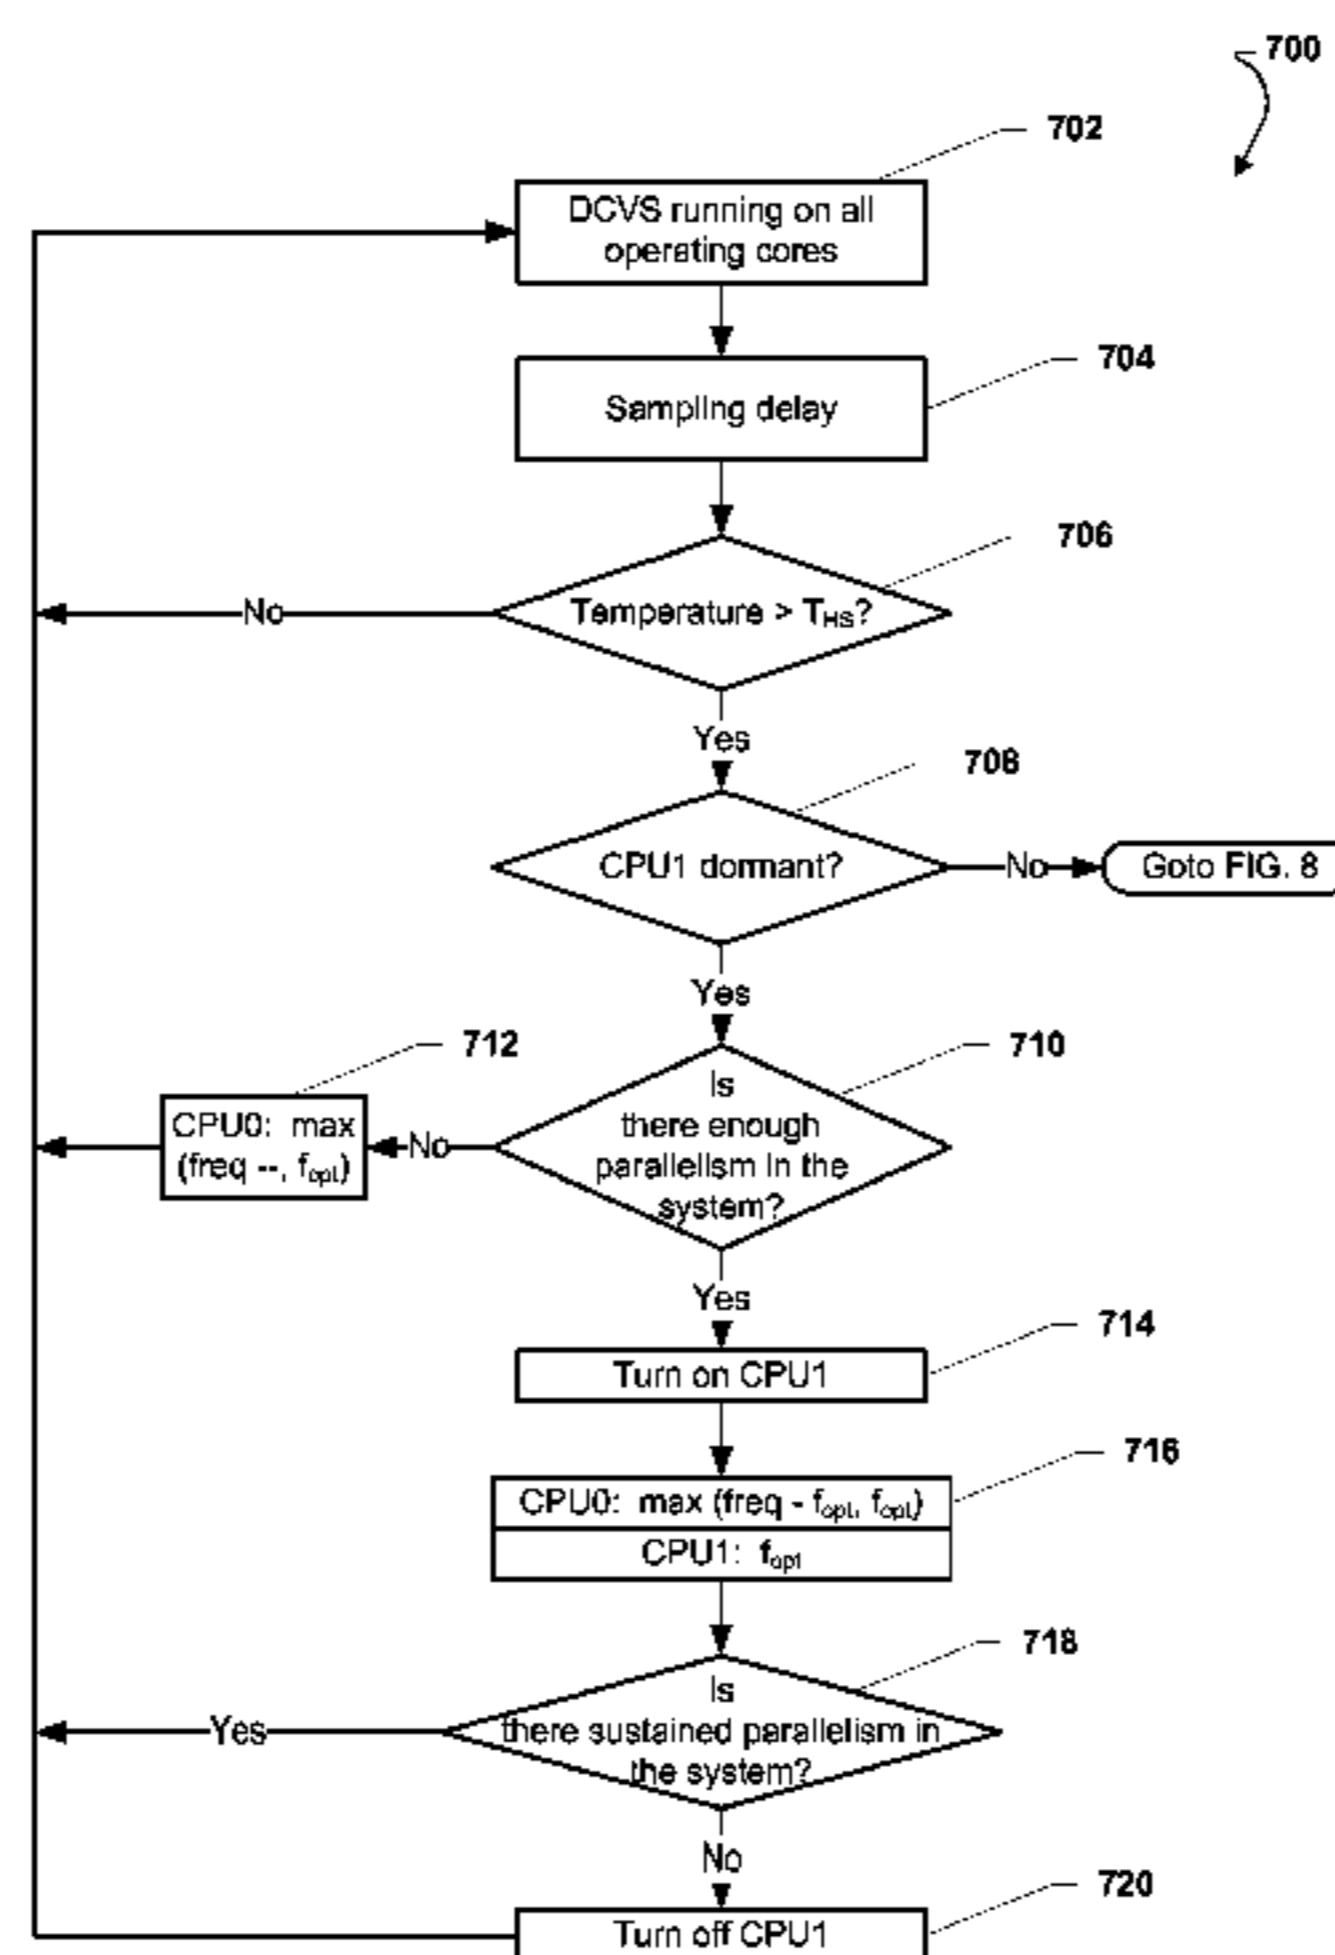 700
702
DCVS running on all
operating cores
704
Sampling delay
706
Temperature > THS?
No
Yes
708
CPU1 dormant?
No
Goto FIG. 8
Yes
712
710
CPU0: max
(freq --, fopt)
No
Is
there enough
parallelism in the
system?
Yes
714
Turn on CPU1
716
CPU0: max (freq - fopt, fopt)
CPU1: fopt
718
Is
there sustained parallelism in
the system?
Yes
No
720
Turn off CPU1